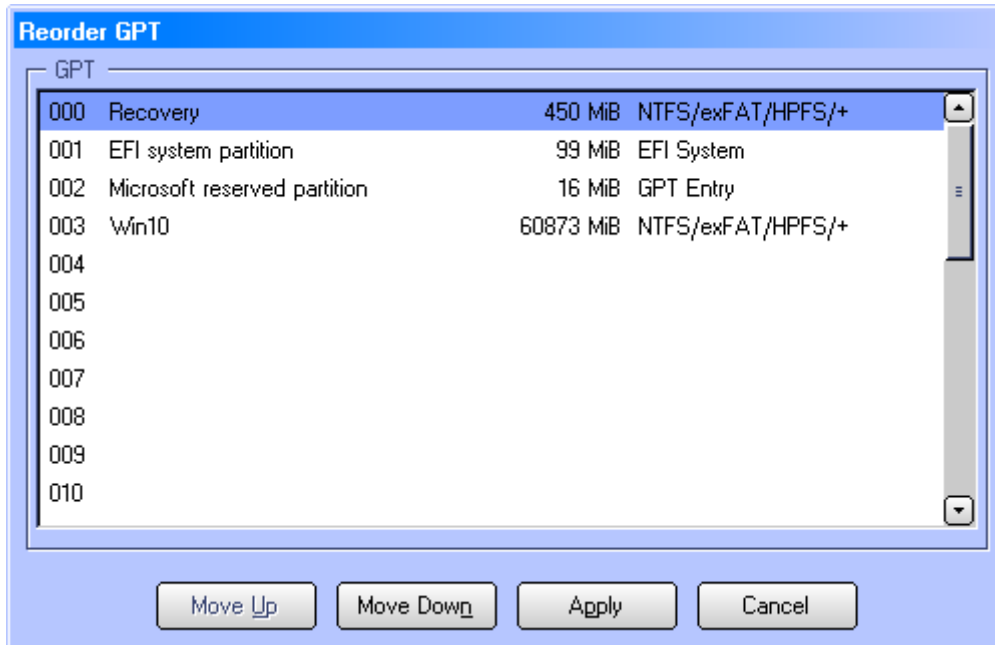 Reorder GPT
GPT
000 Recovery 450 MiB NTFS/exFAT/HPFS/+
001 EFI system partition 99 MiB EFI System
002 Microsoft reserved partition 16 MiB GPT Entry
003 Win10 60873 MiB NTFS/exFAT/HPFS/+
004
005
006
007
008
009
010
Move Up Move Down Apply Cancel